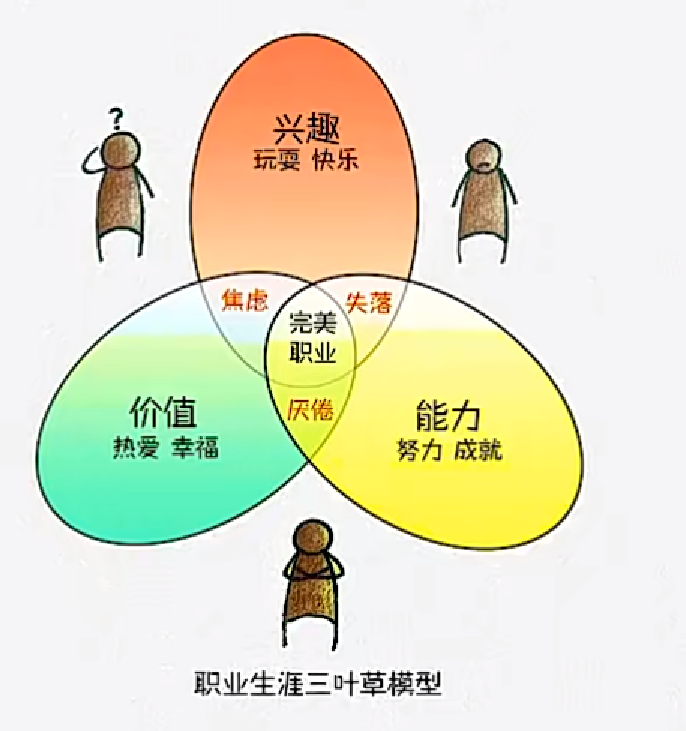 ?
兴趣
玩耍 快乐
焦虑
失落
完美
职业
价值
热爱 幸福
厌倦
能力
努力 成就
职业生涯三叶草模型